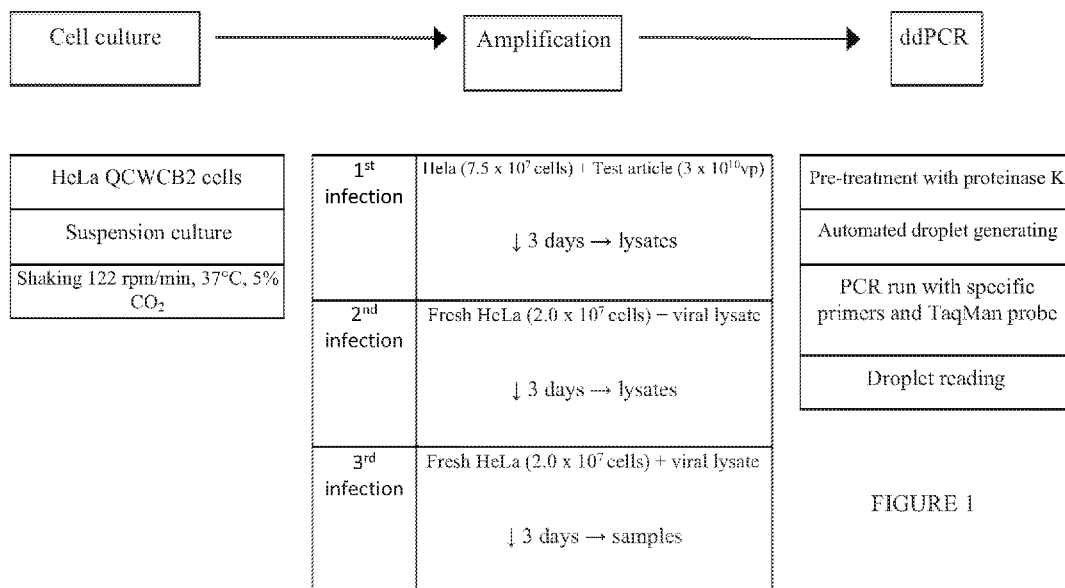 Cell culture
Amplification
ddPCR
HeLa QCWCB2 cells
Suspension culture
Shaking 122 rpm/min, 37°C, 5%
CO₂
1st
infection
Hela (7.5 x 10⁷ cells) + Test article (3 x 10¹⁰vp)
↓ 3 days → lysates
2nd
infection
Fresh HeLa (2.0 x 10⁷ cells) – viral lysate
↓ 3 days → lysates
3rd
infection
Fresh HeLa (2.0 x 10⁷ cells) + viral lysate
↓ 3 days → samples
Pre-treatment with proteinase K
Automated droplet generating
PCR run with specific
primers and TaqMan probe
Droplet reading
FIGURE 1